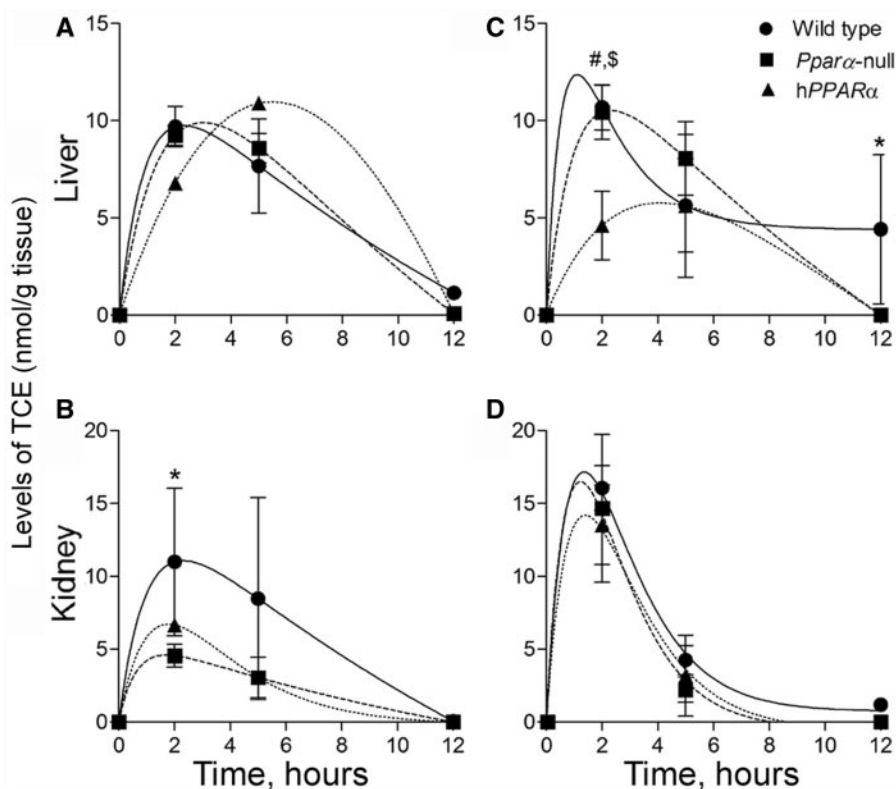 A
15
10
5
0
0 2 4 6 8 10 12
Liver
C
15
10
5
0
0 2 4 6 8 10 12
#,$
*
Wild type
Pparα-null
hPPARα
Levels of TCE (nmol/g tissue)
B
20
15
10
5
0
0 2 4 6 8 10 12
*
Kidney
Time, hours
D
20
15
10
5
0
0 2 4 6 8 10 12
Time, hours